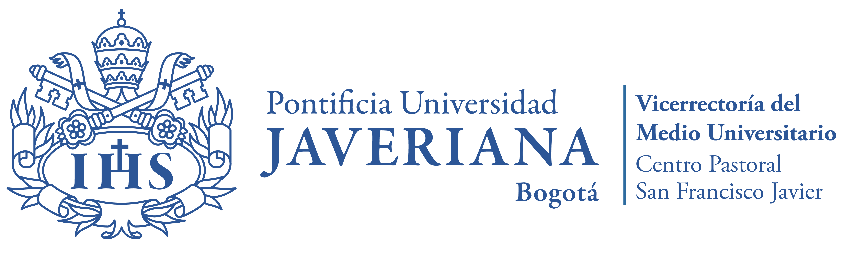 IHS
Pontificia Universidad
JAVERIANA
Bogotá
Vicerrectoría del
Medio Universitario
Centro Pastoral
San Francisco Javier